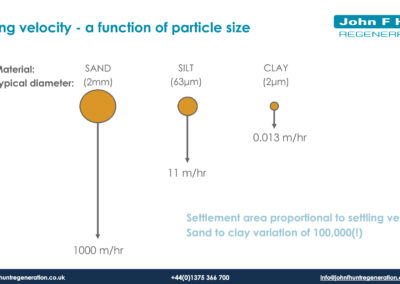 ng velocity - a function of particle size
John F H
REGENER
Material:
ypical diameter:
SAND
(2mm)
SILT
(63μm)
CLAY
(2μm)
0.013 m/hr
11 m/hr
1000 m/hr
Settlement area proportional to settling ve
Sand to clay variation of 100,000(!)
huntregeneration.co.uk
+44(0)1375 366 700
info@johnfhuntregeneration.co